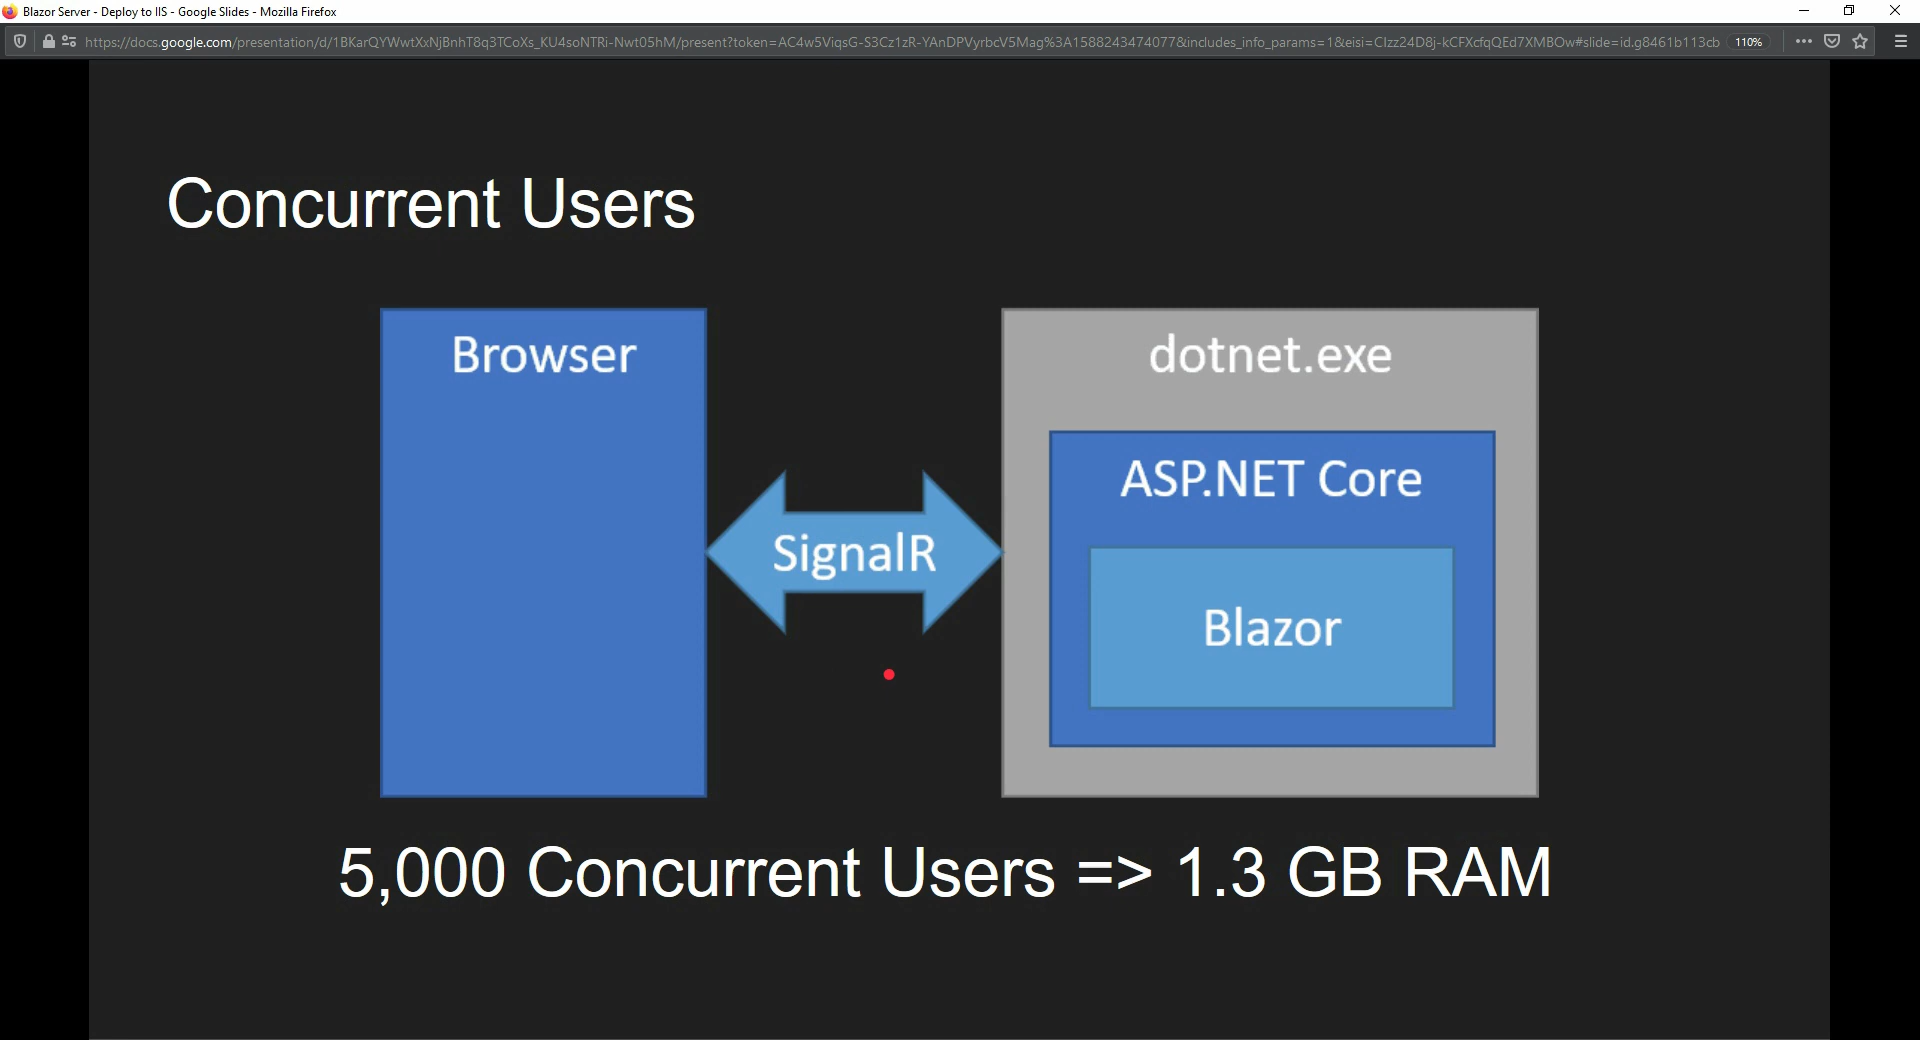 Blazor Server - Deploy to IIS - Google Slides - Mozilla Firefox
https://docs.google.com/presentation/d/1BKarQYWwtXxNjBnhT8q3TCoXs_KU4soNTRi-Nwt05hM/present?token=AC4w5ViqsG-S3Cz1zR-YAnDPVyrbcV5Mag%3A1588243474077&includes_info_params=1&eisi=CIzz24D8j-kCFXcfqQEd7XMBOw#slide=id.g8461b113cb 110%
Concurrent Users
Browser
SignalR
dotnet.exe
ASP.NET Core
Blazor
5,000 Concurrent Users => 1.3 GB RAM